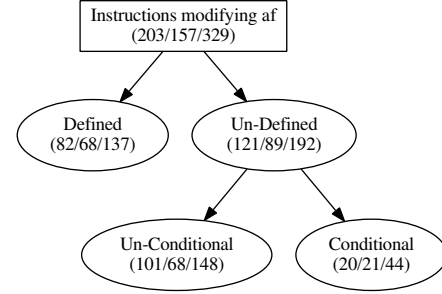 Instructions modifying af
(203/157/329)
Defined
(82/68/137)
Un-Defined
(121/89/192)
Un-Conditional
(101/68/148)
Conditional
(20/21/44)